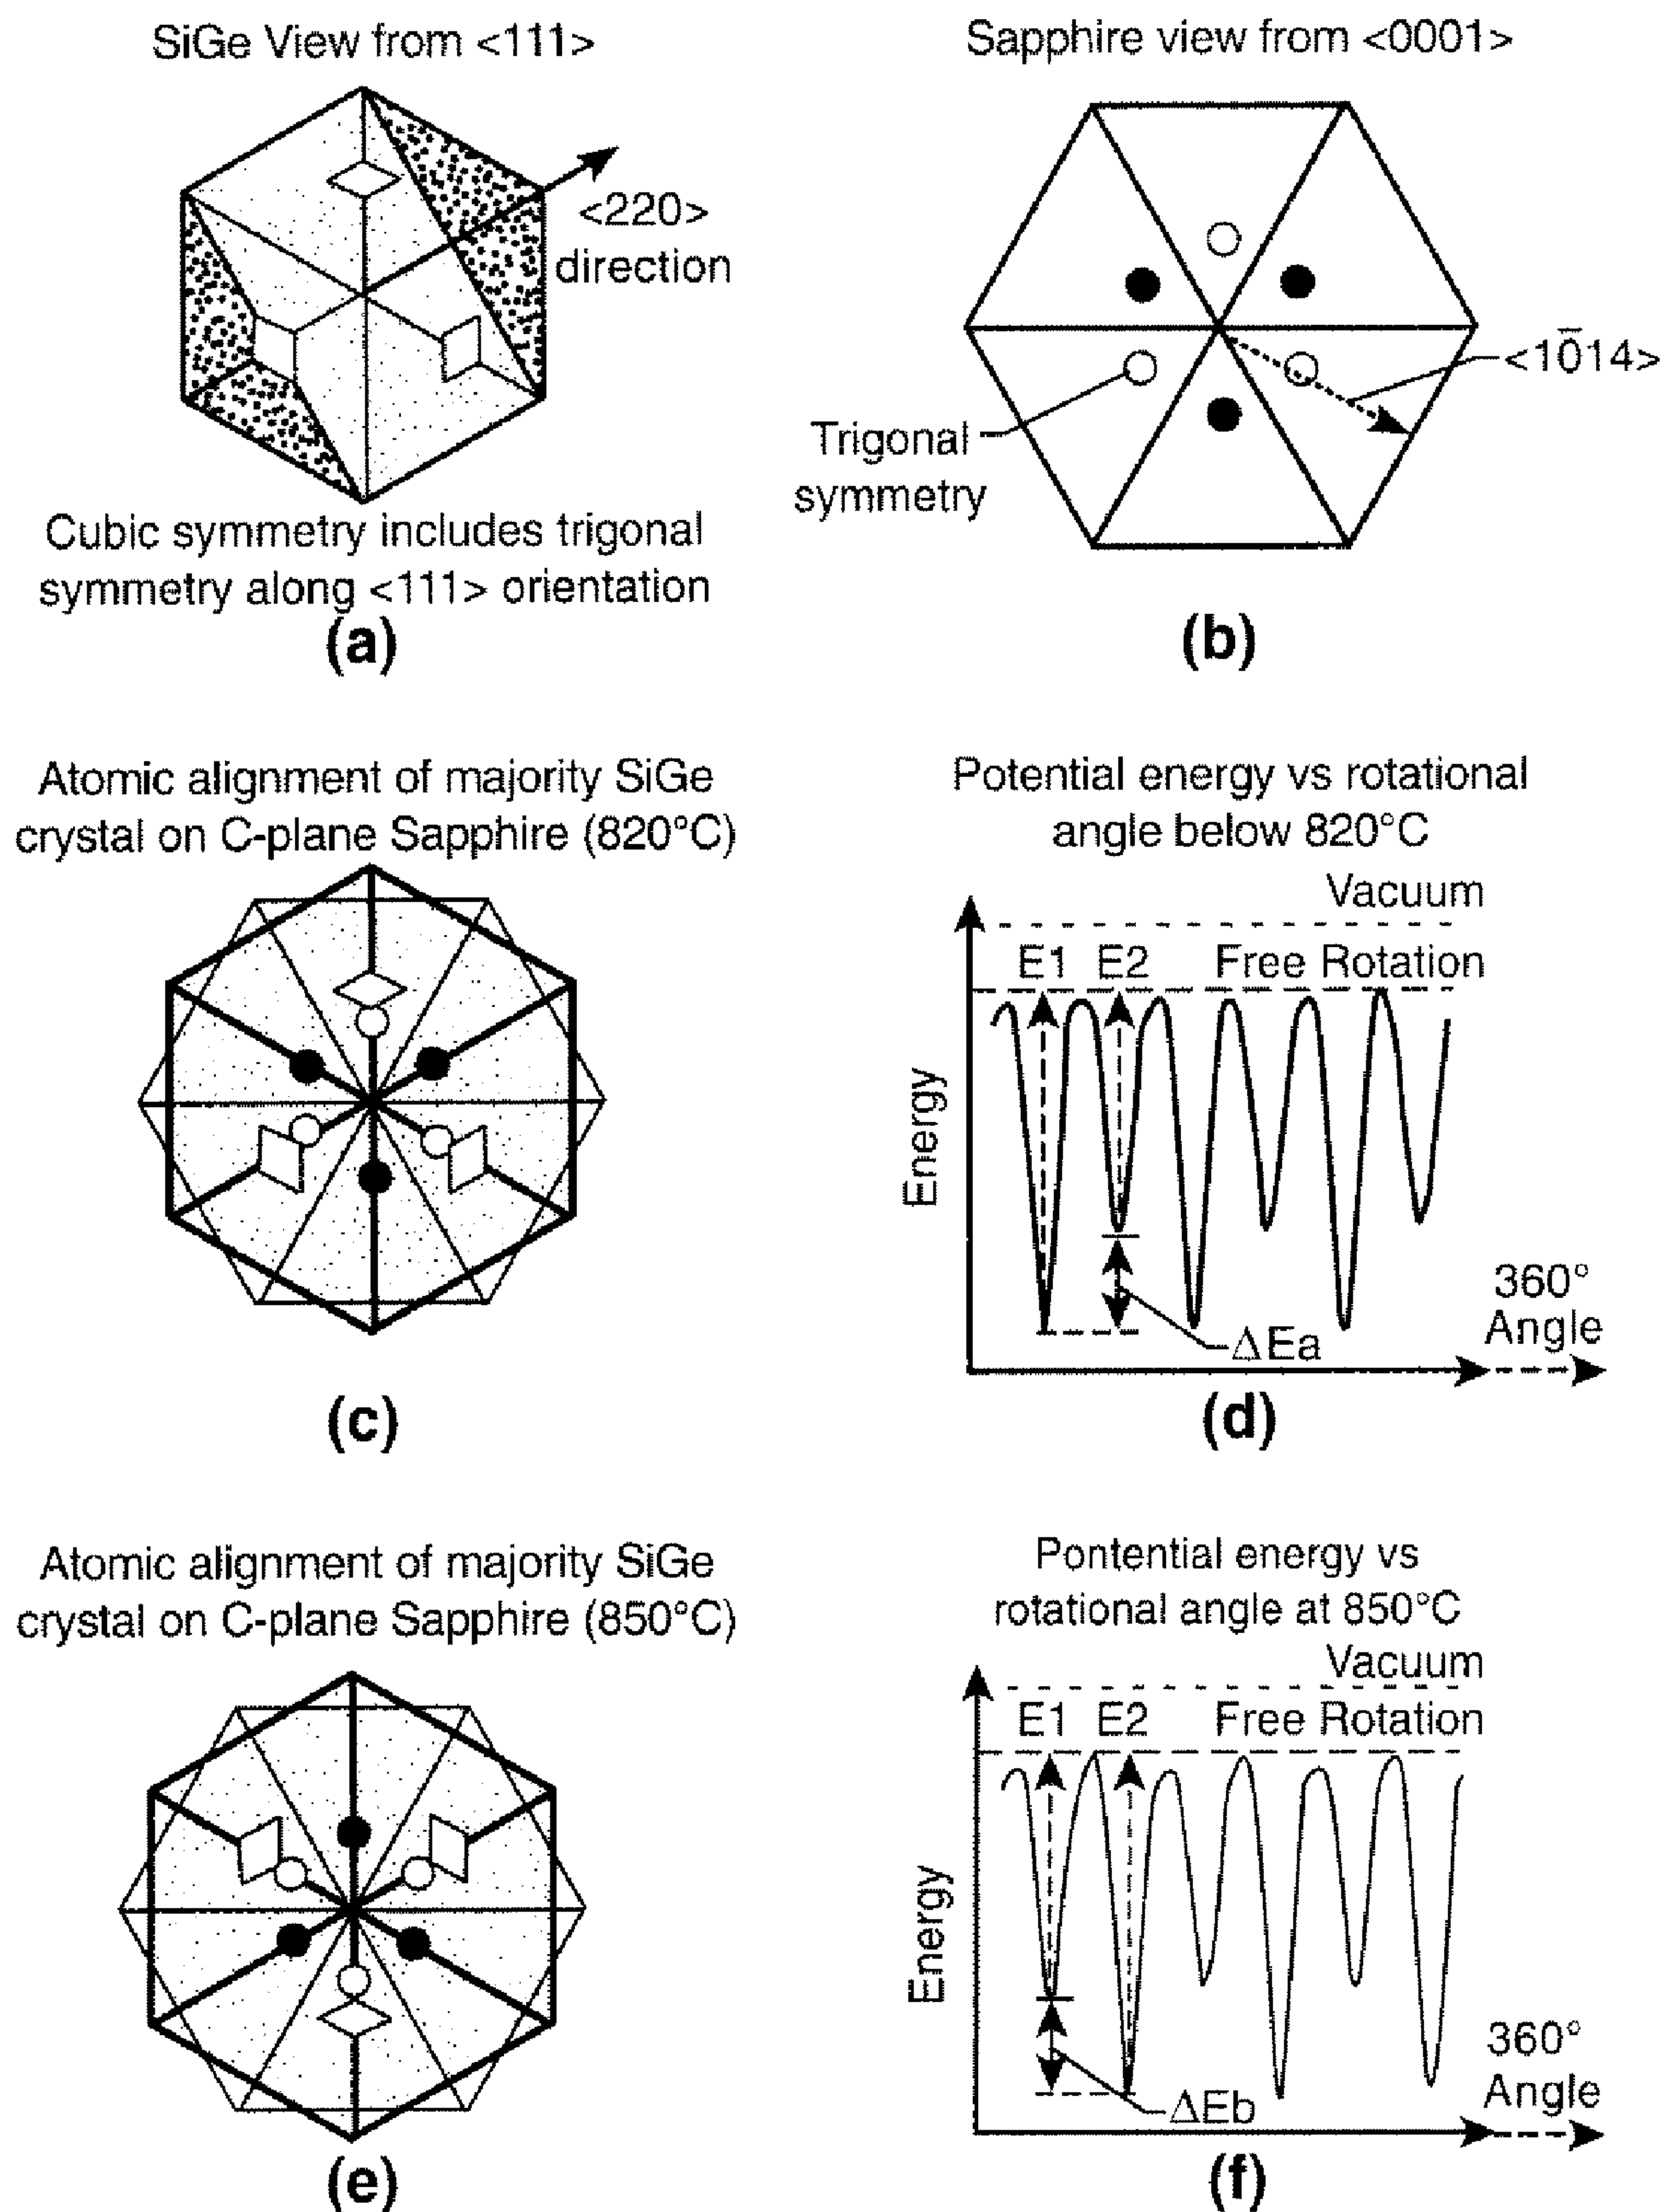 SiGe View from <111>
<220>
direction
Cubic symmetry includes trigonal
symmetry along <111> orientation
(a)
Sapphire view from <0001>
<10̅14>
Trigonal
symmetry
(b)
Atomic alignment of majority SiGe
crystal on C-plane Sapphire (820°C)
(c)
Potential energy vs rotational
angle below 820°C
Vacuum
E1 E2 Free Rotation
Energy
ΔEa
360°
Angle
(d)
Atomic alignment of majority SiGe
crystal on C-plane Sapphire (850°C)
(e)
Pontential energy vs
rotational angle at 850°C
Vacuum
E1 E2 Free Rotation
Energy
ΔEb
360°
Angle
(f)